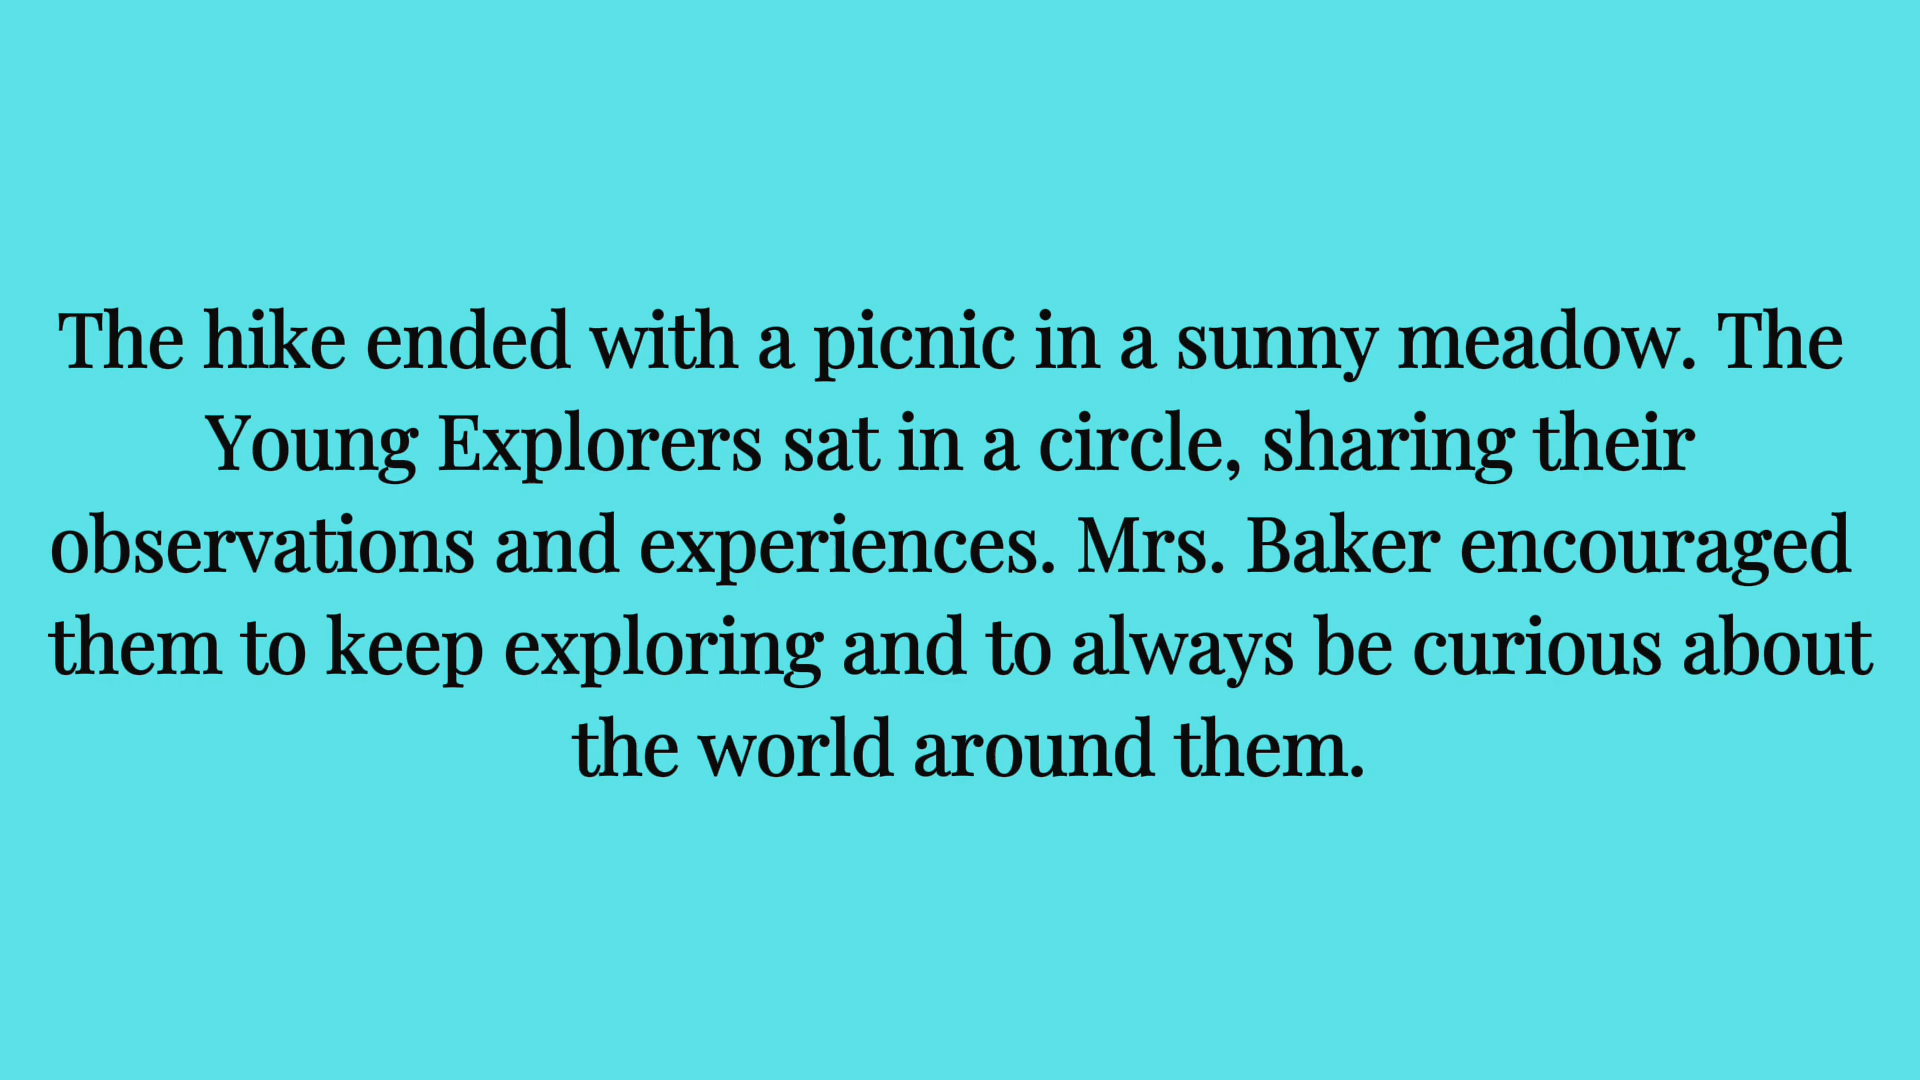 The hike ended with a picnic in a sunny meadow. The
Young Explorers sat in a circle, sharing their
observations and experiences. Mrs. Baker encouraged
them to keep exploring and to always be curious about
the world around them.